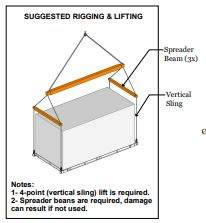 SUGGESTED RIGGING & LIFTING
Spreader
Beam (3x)
Vertical
Sling
Notes:
1- 4-point (vertical sling) lift is required.
2- Spreader beams are required, damage
can result if not used.